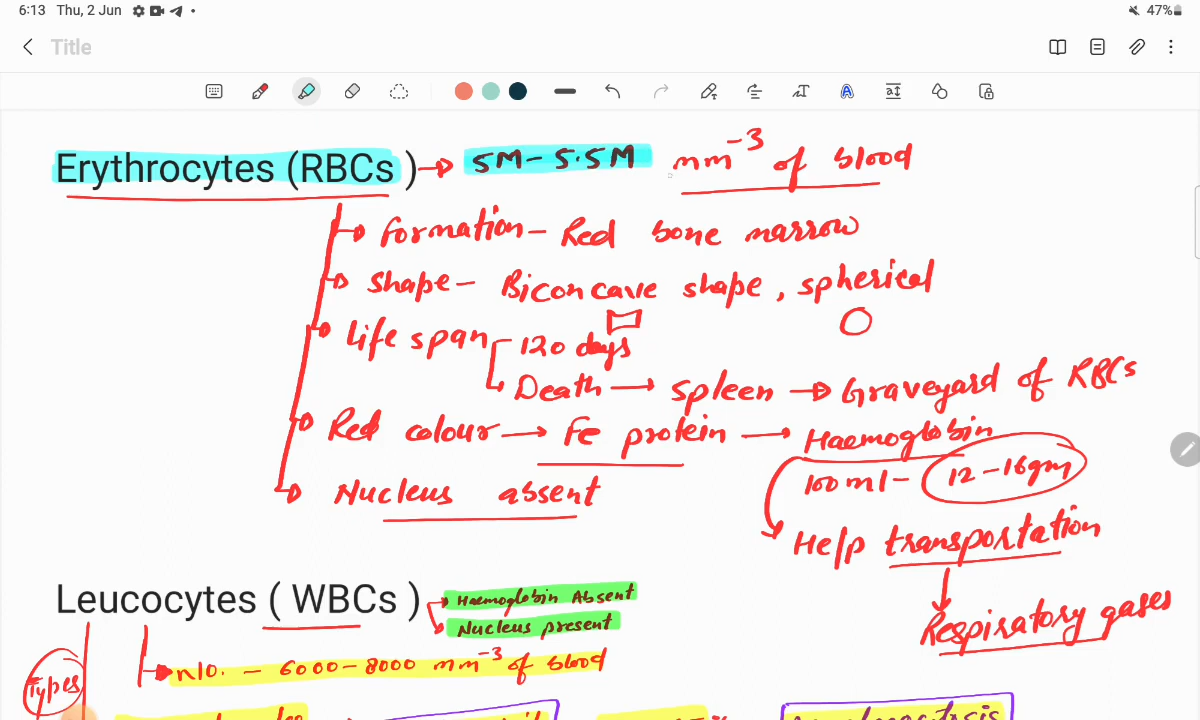 6:13 Thu, 2 Jun 47%
Title
Erythrocytes (RBCs ) → 5M - 5.5M mm⁻³ of blood
formation - Red bone marrow
Shape - Biconcave shape, spherical
Life span 120 days
Death → Spleen → Graveyard of RBCs
Red colour → Fe protein → Haemoglobin
100ml - 12-16gm
Nucleus absent
Help transportation
Respiratory gases
Leucocytes ( WBCs )
Haemoglobin Absent
Nucleus present
n/o. - 6000-8000 mm⁻³ of blood
Types